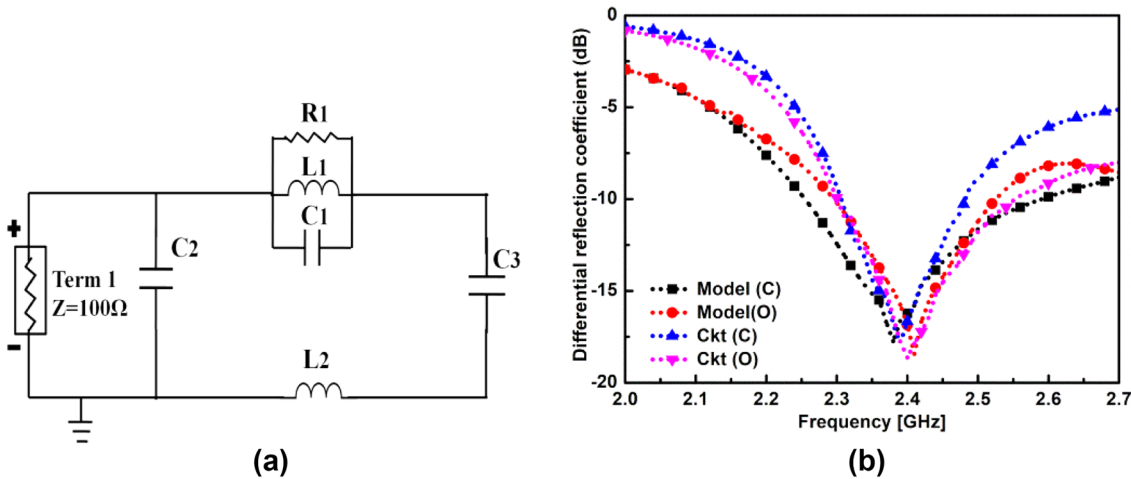 R1
L1
C1
+
C2
C3
Term 1
Z=100Ω
-
L2
(a)
0
-5
-10
-15
-20
Differential reflection coefficient (dB)
Model (C)
Model(O)
Ckt (C)
Ckt (O)
2.0 2.1 2.2 2.3 2.4 2.5 2.6 2.7
Frequency [GHz]
(b)